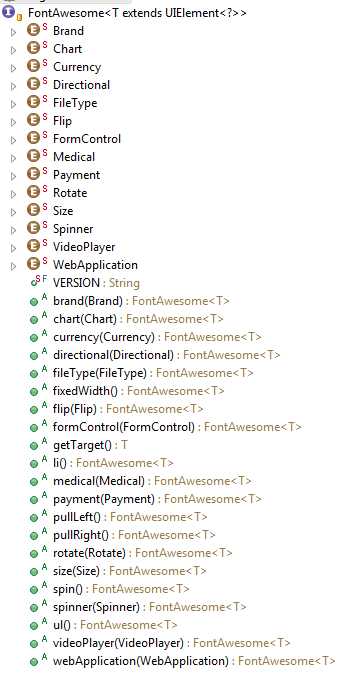 FontAwesome<T extends UIElement<?>>
Brand
Chart
Currency
Directional
FileType
Flip
FormControl
Medical
Payment
Rotate
Size
Spinner
VideoPlayer
WebApplication
VERSION : String
brand(Brand) : FontAwesome<T>
chart(Chart) : FontAwesome<T>
currency(Currency) : FontAwesome<T>
directional(Directional) : FontAwesome<T>
fileType(FileType) : FontAwesome<T>
fixedWidth() : FontAwesome<T>
flip(Flip) : FontAwesome<T>
formControl(FormControl) : FontAwesome<T>
getTarget() : T
li() : FontAwesome<T>
medical(Medical) : FontAwesome<T>
payment(Payment) : FontAwesome<T>
pullLeft() : FontAwesome<T>
pullRight() : FontAwesome<T>
rotate(Rotate) : FontAwesome<T>
size(Size) : FontAwesome<T>
spin() : FontAwesome<T>
spinner(Spinner) : FontAwesome<T>
ul() : FontAwesome<T>
videoPlayer(VideoPlayer) : FontAwesome<T>
webApplication(WebApplication) : FontAwesome<T>